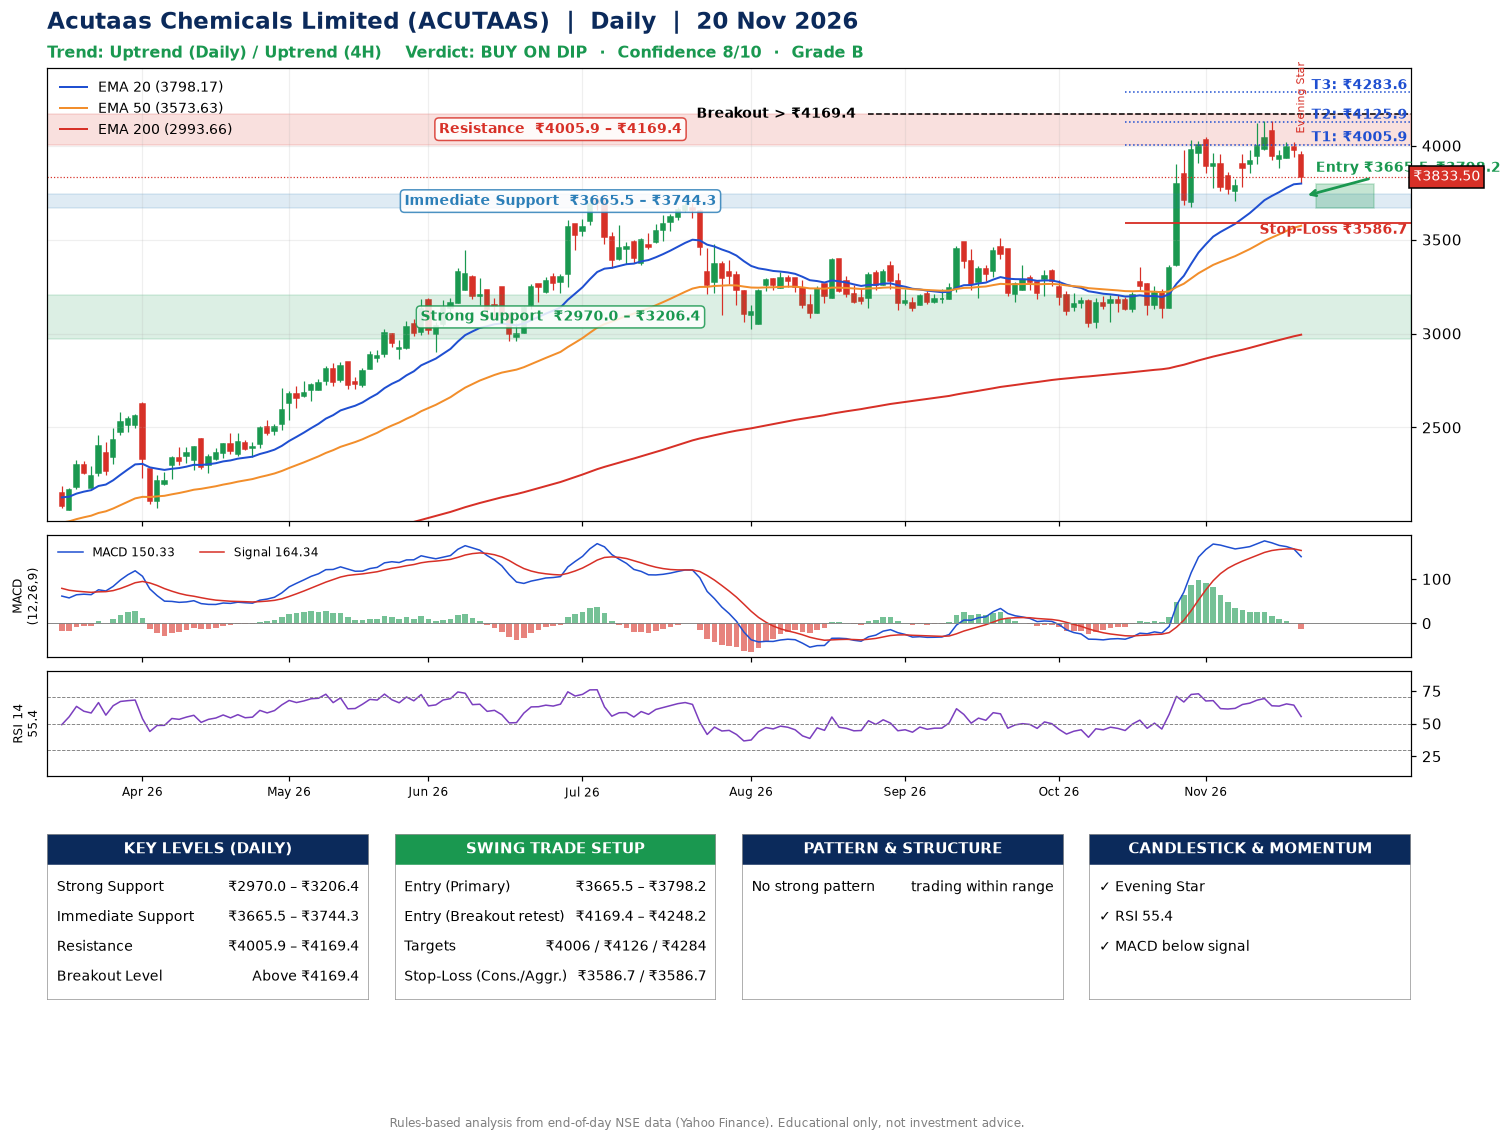 Acutaas Chemicals Limited (ACUTAAS) | Daily | 20 Nov 2026
Trend: Uptrend (Daily) / Uptrend (4H) Verdict: BUY ON DIP · Confidence 8/10 · Grade B
EMA 20 (3798.17)
EMA 50 (3573.63)
EMA 200 (2993.66)
Breakout > ₹4169.4
Resistance ₹4005.9 – ₹4169.4
Immediate Support ₹3665.5 – ₹3744.3
Strong Support ₹2970.0 – ₹3206.4
Evening Star
T3: ₹4283.6
T2: ₹4125.9
T1: ₹4005.9
Entry ₹3665.5–₹3798.2
₹3833.50
Stop-Loss ₹3586.7
4000
3500
3000
2500
MACD 150.33
Signal 164.34
MACD
(12,26,9)
100
0
RSI 14
55.4
75
50
25
Apr 26
May 26
Jun 26
Jul 26
Aug 26
Sep 26
Oct 26
Nov 26
KEY LEVELS (DAILY)
Strong Support ₹2970.0 – ₹3206.4
Immediate Support ₹3665.5 – ₹3744.3
Resistance ₹4005.9 – ₹4169.4
Breakout Level Above ₹4169.4
SWING TRADE SETUP
Entry (Primary) ₹3665.5 – ₹3798.2
Entry (Breakout retest) ₹4169.4 – ₹4248.2
Targets ₹4006 / ₹4126 / ₹4284
Stop-Loss (Cons./Aggr.) ₹3586.7 / ₹3586.7
PATTERN & STRUCTURE
No strong pattern trading within range
CANDLESTICK & MOMENTUM
✓ Evening Star
✓ RSI 55.4
✓ MACD below signal
Rules-based analysis from end-of-day NSE data (Yahoo Finance). Educational only, not investment advice.